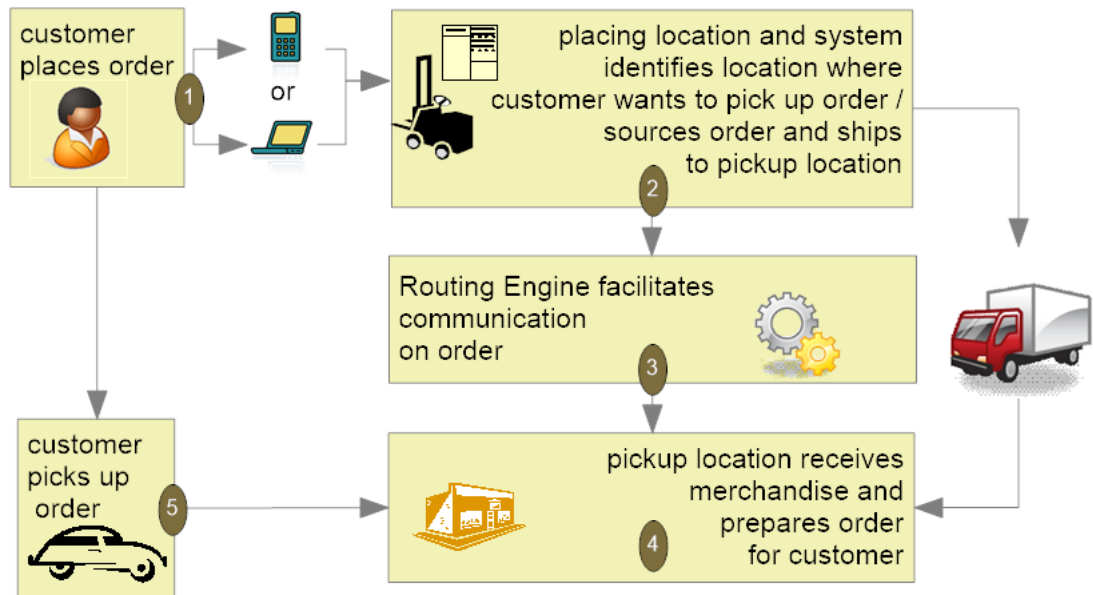 customer
places order
1
or
placing location and system
identifies location where
customer wants to pick up order /
sources order and ships
to pickup location
2
Routing Engine facilitates
communication
on order
3
customer
picks up
order
5
pickup location receives
merchandise and
prepares order
for customer
4